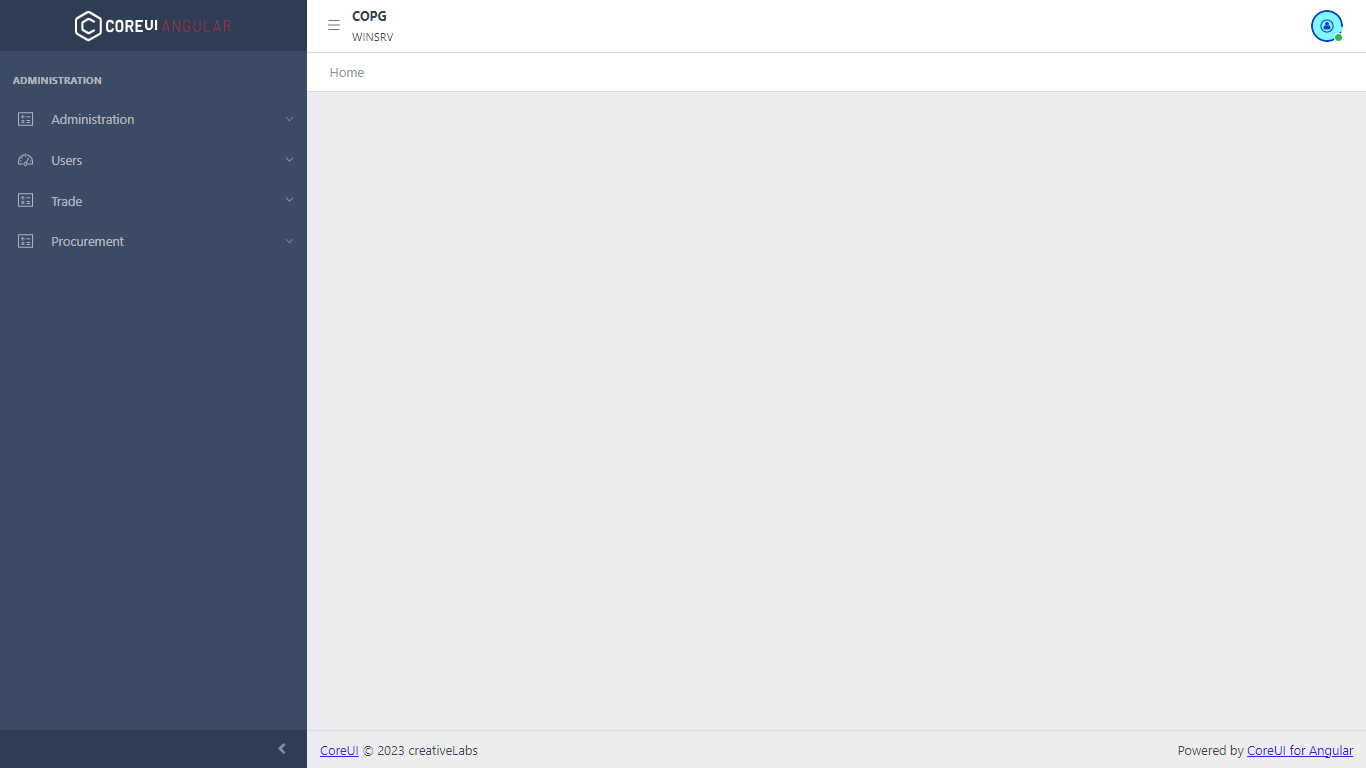 COREUI ANGULAR
COPG
WINSRV
Home
ADMINISTRATION
Administration
Users
Trade
Procurement
CoreUI © 2023 creativeLabs
Powered by CoreUI for Angular